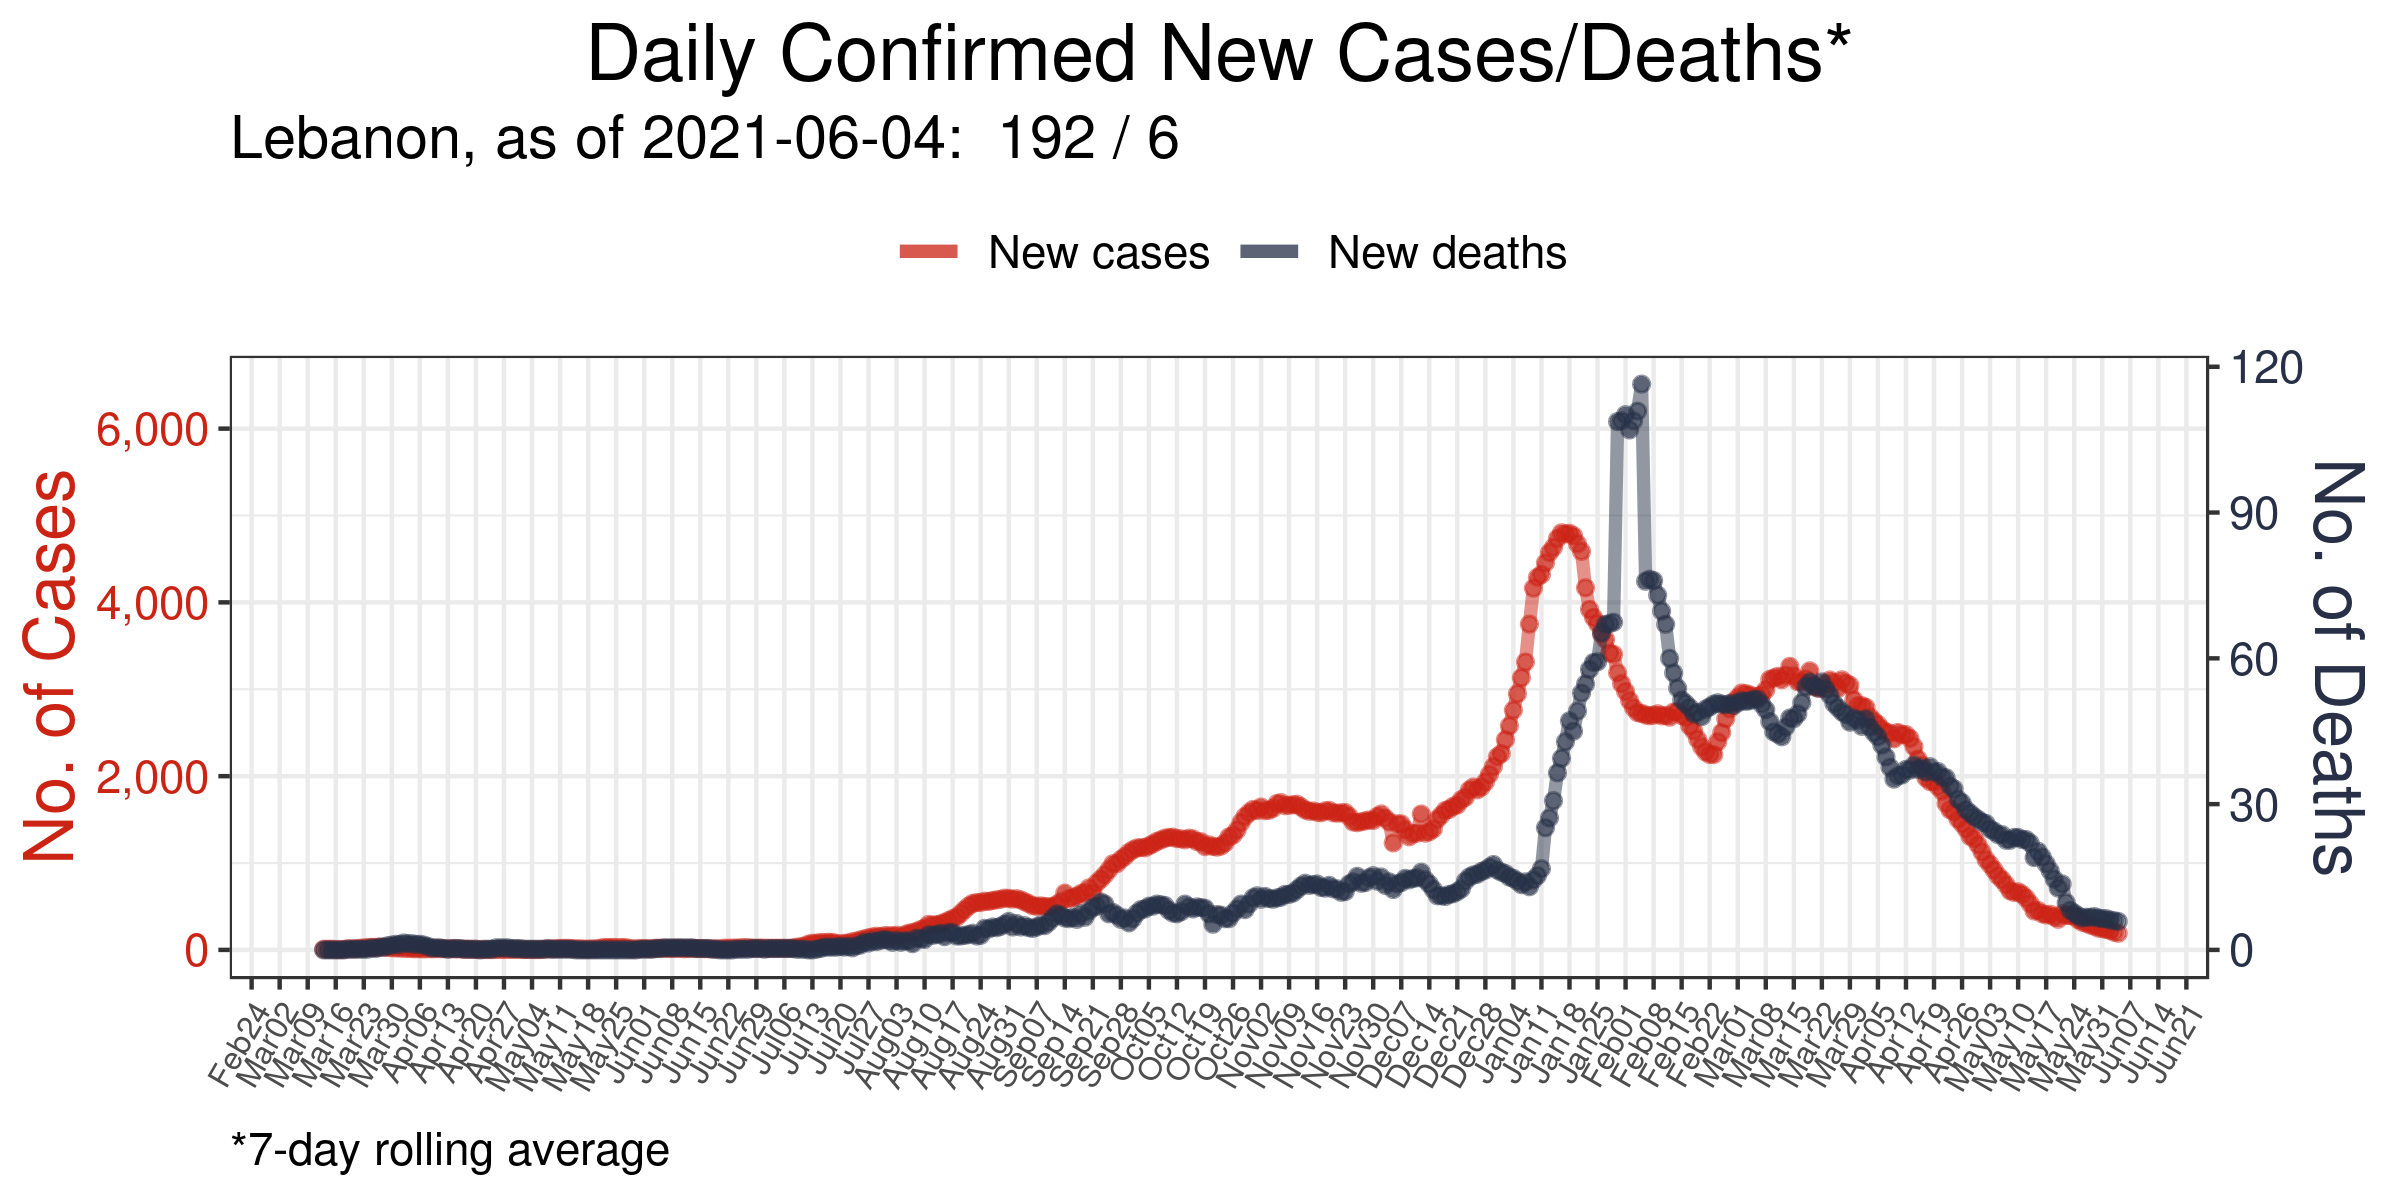 Daily Confirmed New Cases/Deaths*
Lebanon, as of 2021-06-04:  192 / 6
New cases
New deaths
No. of Cases
6,000
4,000
2,000
0
120
90
60
30
0
No. of Deaths
Feb24
Mar02
Mar09
Mar16
Mar23
Mar30
Apr06
Apr13
Apr20
Apr27
May04
May11
May18
May25
Jun01
Jun08
Jun15
Jun22
Jun29
Jul06
Jul13
Jul20
Jul27
Aug03
Aug10
Aug17
Aug24
Aug31
Sep07
Sep14
Sep21
Sep28
Oct05
Oct12
Oct19
Oct26
Nov02
Nov09
Nov16
Nov23
Nov30
Dec07
Dec14
Dec21
Dec28
Jan04
Jan11
Jan18
Jan25
Feb01
Feb08
Feb15
Feb22
Mar01
Mar08
Mar15
Mar22
Mar29
Apr05
Apr12
Apr19
Apr26
May03
May10
May17
May24
May31
Jun07
Jun14
Jun21
*7-day rolling average